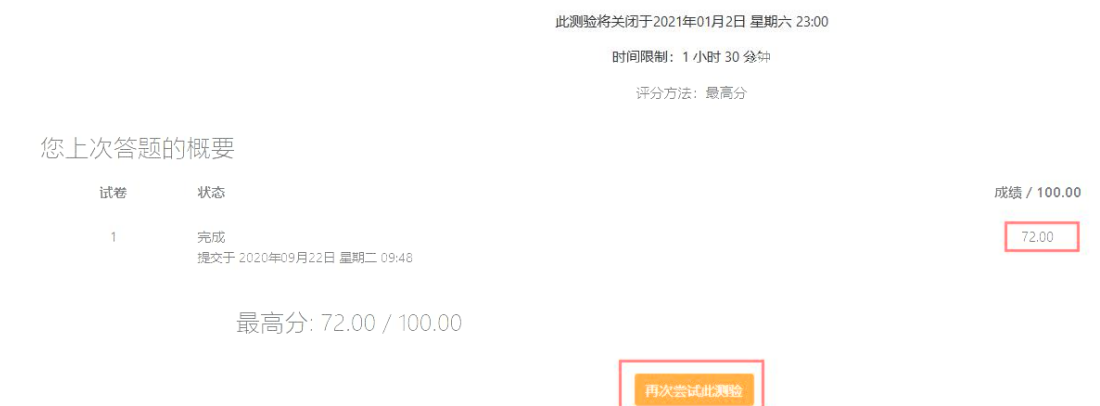 此测验将关闭于2021年01月2日 星期六 23:00
时间限制：1 小时 30 分钟
评分方法：最高分
您上次答题的概要
试卷 状态 成绩 / 100.00
1 完成 72.00
提交于 2020年09月22日 星期二 09:48
最高分: 72.00 / 100.00
再次尝试此测验